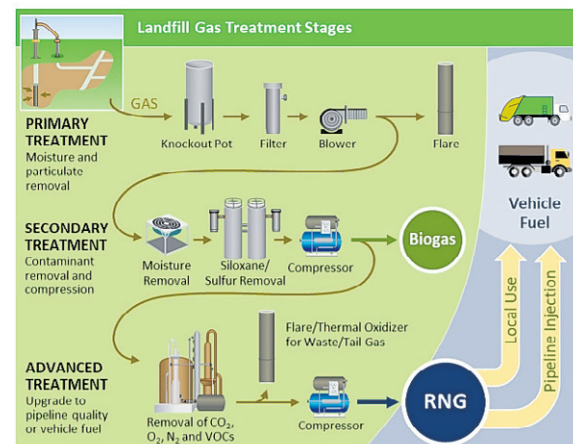 Landfill Gas Treatment Stages
GAS
PRIMARY
TREATMENT
Moisture and
particulate
removal
Knockout Pot
Filter
Blower
Flare
SECONDARY
TREATMENT
Contaminant
removal and
compression
Moisture
Removal
Siloxane/
Sulfur Removal
Compressor
Biogas
ADVANCED
TREATMENT
Upgrade to
pipeline quality
or vehicle fuel
Removal of CO₂,
O₂, N₂ and VOCs
Flare/Thermal Oxidizer
for Waste/Tail Gas
Compressor
RNG
Local Use
Pipeline Injection
Vehicle
Fuel